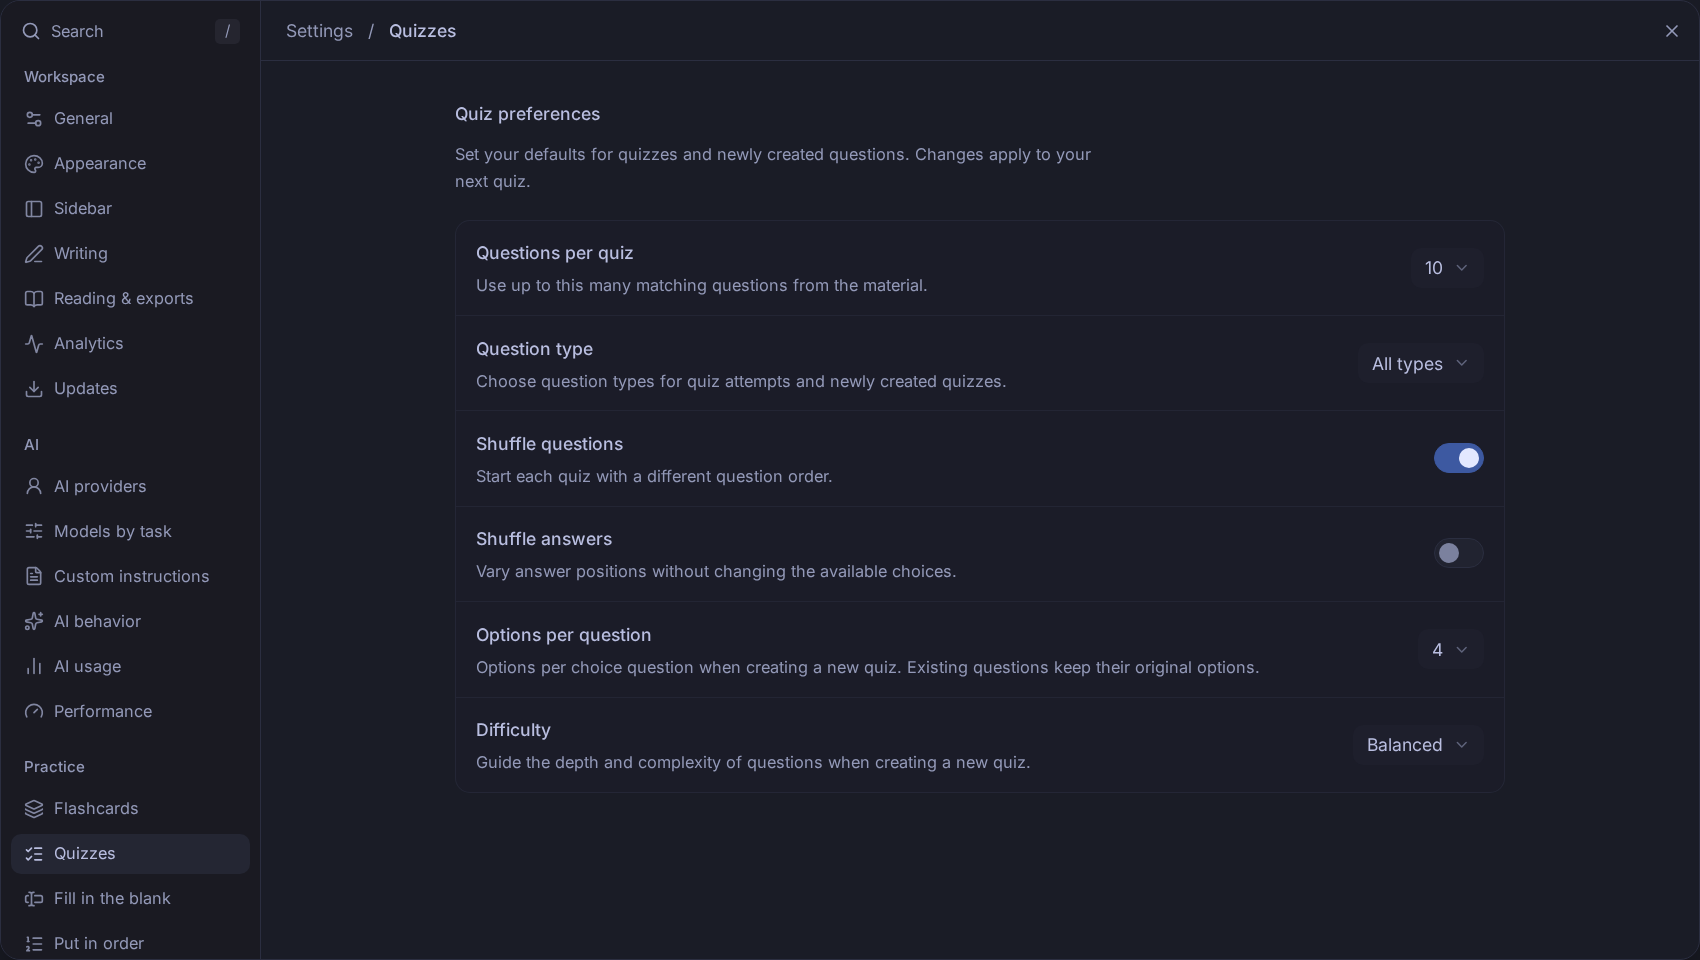 Search /
Workspace
General
Appearance
Sidebar
Writing
Reading & exports
Analytics
Updates
AI
AI providers
Models by task
Custom instructions
AI behavior
AI usage
Performance
Practice
Flashcards
Quizzes
Fill in the blank
Put in order
Settings / Quizzes
Quiz preferences
Set your defaults for quizzes and newly created questions. Changes apply to your
next quiz.
Questions per quiz
Use up to this many matching questions from the material.
10
Question type
Choose question types for quiz attempts and newly created quizzes.
All types
Shuffle questions
Start each quiz with a different question order.
Shuffle answers
Vary answer positions without changing the available choices.
Options per question
Options per choice question when creating a new quiz. Existing questions keep their original options.
4
Difficulty
Guide the depth and complexity of questions when creating a new quiz.
Balanced